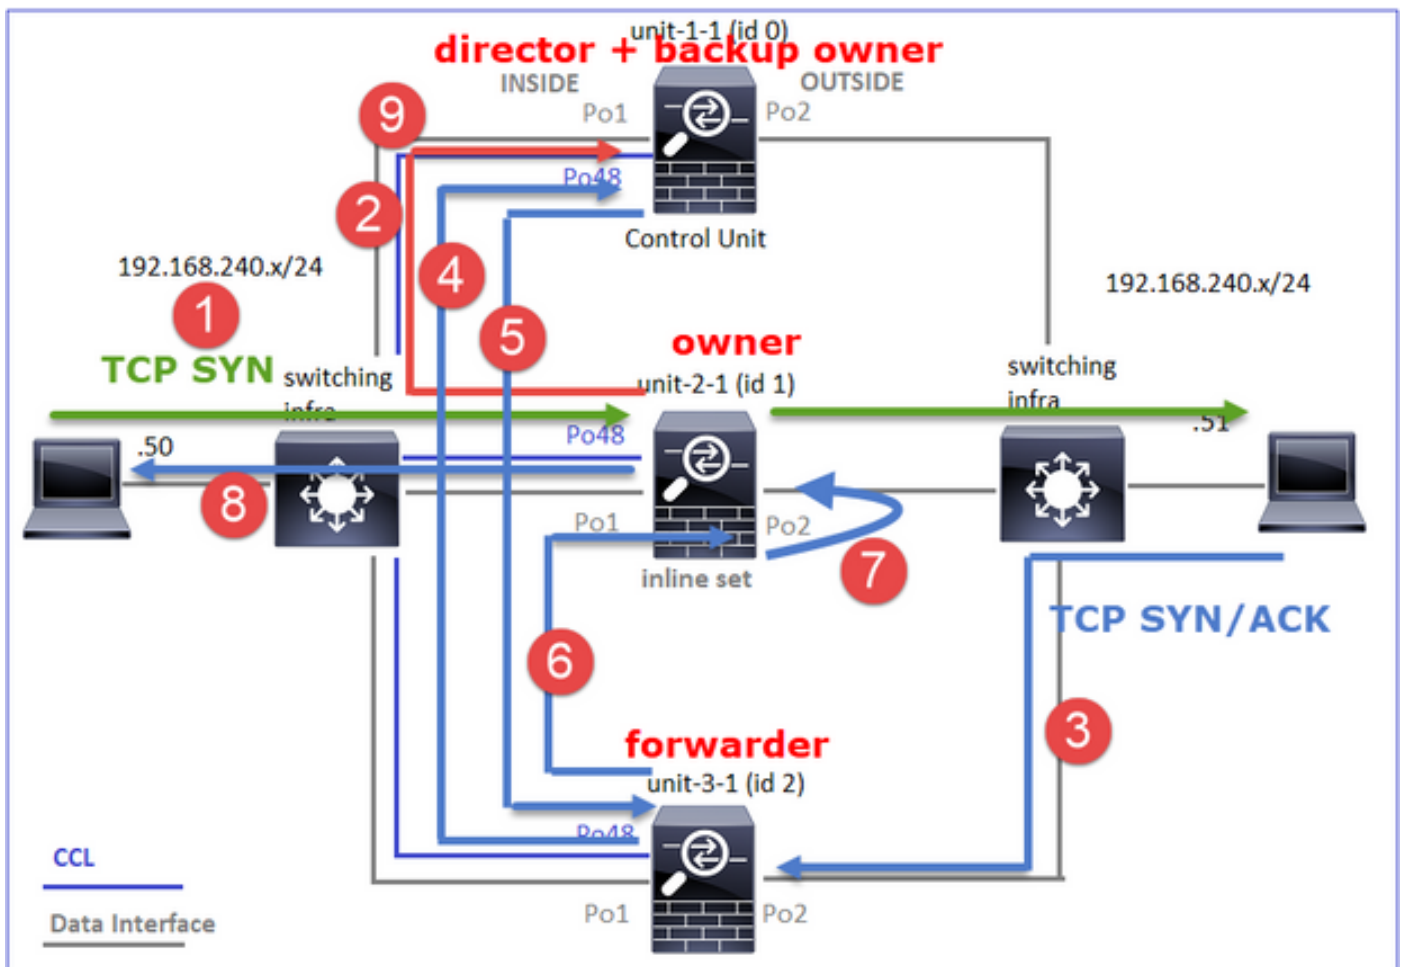 unit-1-1 (id 0)
director + backup owner
INSIDE
OUTSIDE
9
Po1
Po2
2
Po48
Control Unit
192.168.240.x/24
4
192.168.240.x/24
1
5
owner
TCP SYN
switching
infra
unit-2-1 (id 1)
switching
infra
.50
Po48
.51
8
Po1
Po2
7
inline set
TCP SYN/ACK
6
3
forwarder
unit-3-1 (id 2)
Po48
CCL
Po1
Po2
Data Interface